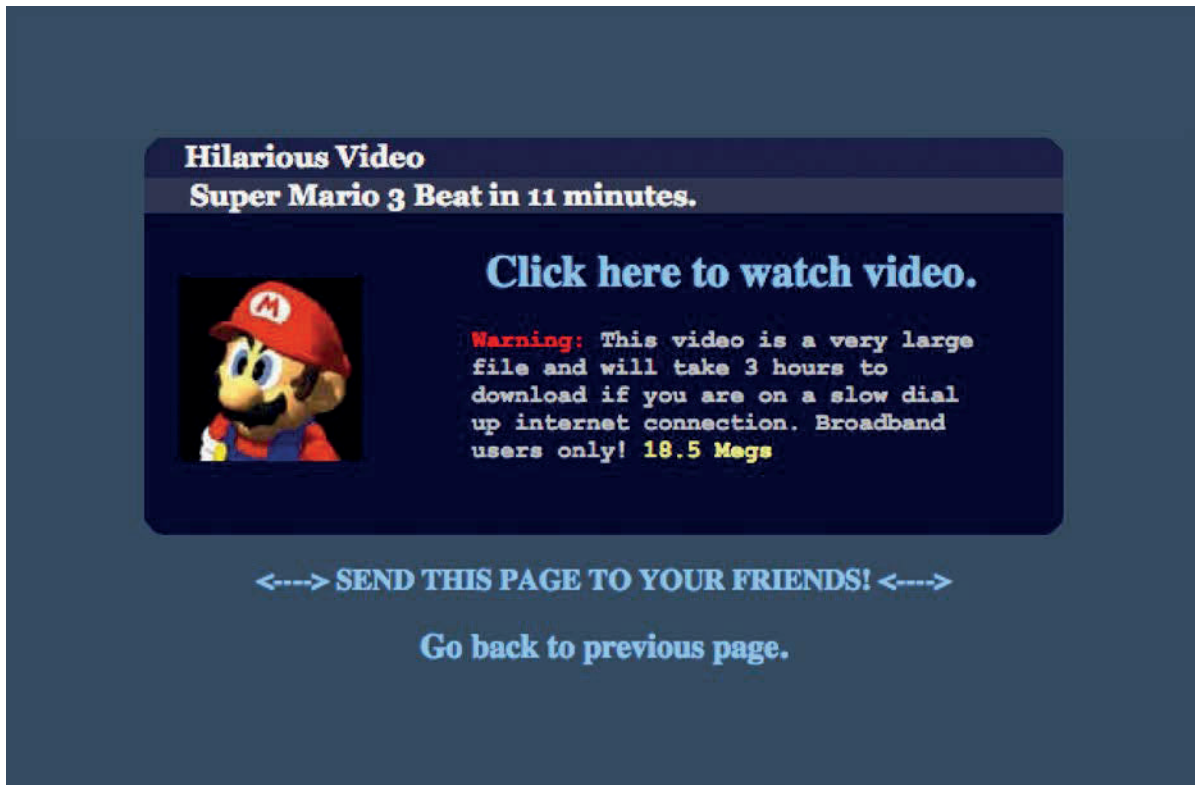 Hilarious Video
Super Mario 3 Beat in 11 minutes.
M
Click here to watch video.
Warning: This video is a very large
file and will take 3 hours to
download if you are on a slow dial
up internet connection. Broadband
users only! 18.5 Megs
<----> SEND THIS PAGE TO YOUR FRIENDS! <---->
Go back to previous page.